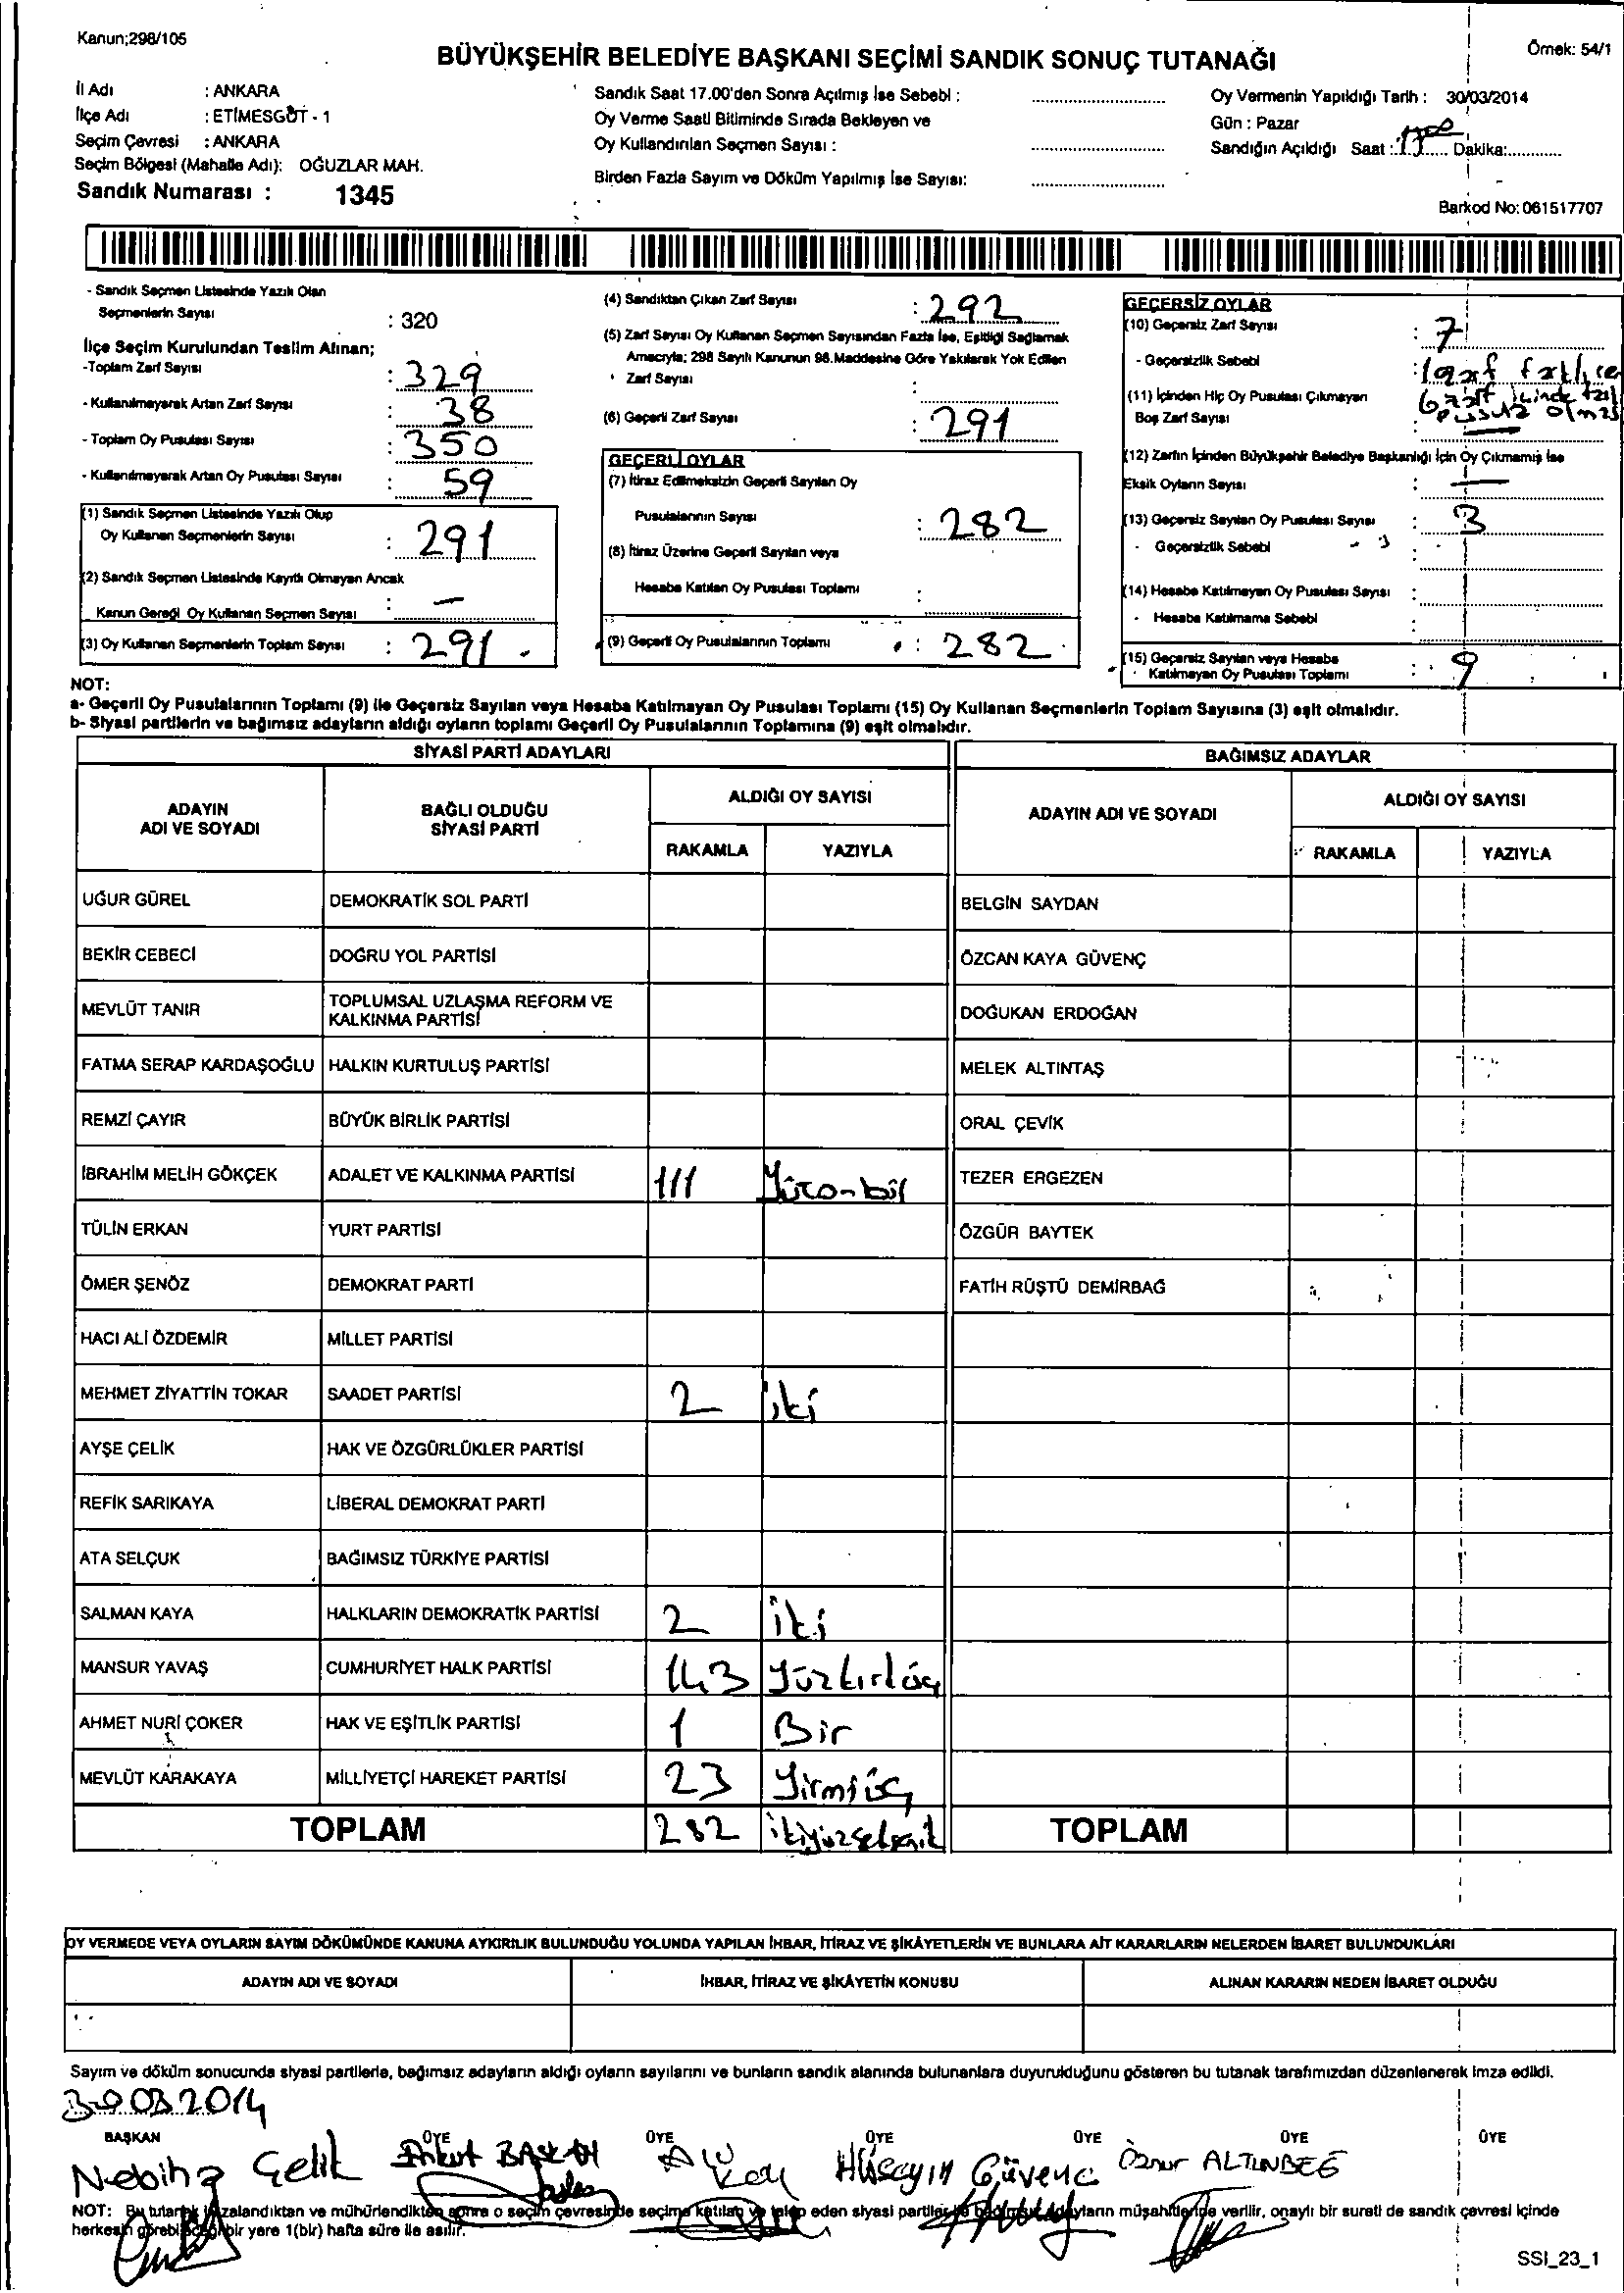 Kanun;298/105
BÜYÜKŞEHİR BELEDİYE BAŞKANI SEÇİMİ SANDIK SONUÇ TUTANAĞI
Örnek: 54/1
İl Adı : ANKARA
İlçe Adı : ETİMESGUT - 1
Seçim Çevresi : ANKARA
Seçim Bölgesi (Mahalle Adı): OĞUZLAR MAH.
Sandık Numarası : 1345
Sandık Saat 17.00'den Sonra Açılmış İse Sebebi :
Oy Verme Saati Bitiminde Sırada Bekleyen ve
Oy Kullandırılan Seçmen Sayısı :
Birden Fazla Sayım ve Döküm Yapılmış İse Sayısı:
Oy Vermenin Yapıldığı Tarih : 30/03/2014
Gün : Pazar
Sandığın Açıldığı Saat : Dakika:
Barkod No: 061517707
- Sandık Seçmen Listesinde Yazılı Olan
Seçmenlerin Sayısı : 320
İlçe Seçim Kurulundan Teslim Alınan;
-Toplam Zarf Sayısı : 329
- Kullanılmayarak Artan Zarf Sayısı : 38
- Toplam Oy Pusulası Sayısı : 350
- Kullanılmayarak Artan Oy Pusulası Sayısı : 59
(1) Sandık Seçmen Listesinde Yazılı Olup
Oy Kullanan Seçmenlerin Sayısı : 291
(2) Sandık Seçmen Listesinde Kayıtlı Olmayan Ancak
Kanun Gereği Oy Kullanan Seçmen Sayısı : -
(3) Oy Kullanan Seçmenlerin Toplam Sayısı : 291
(4) Sandıktan Çıkan Zarf Sayısı : 292
(5) Zarf Sayısı Oy Kullanan Seçmen Sayısından Fazla İse, Eşitliği Sağlamak
Amacıyla; 298 Sayılı Kanunun 98.Maddesine Göre Yakılarak Yok Edilen
Zarf Sayısı :
(6) Geçerli Zarf Sayısı : 291
GEÇERLİ OYLAR
(7) İtiraz Edilmeksizin Geçerli Sayılan Oy
Pusulalarının Sayısı : 282
(8) İtiraz Üzerine Geçerli Sayılan veya
Hesaba Katılan Oy Pusulası Toplamı :
(9) Geçerli Oy Pusulalarının Toplamı : 282
GEÇERSİZ OYLAR
(10) Geçersiz Zarf Sayısı : 7
- Geçersizlik Sebebi :
(11) İçinden Hiç Oy Pusulası Çıkmayan
Boş Zarf Sayısı : -
(12) Zarfın İçinden Büyükşehir Belediye Başkanlığı İçin Oy Çıkmamış İse
Eksik Oyların Sayısı : -
(13) Geçersiz Sayılan Oy Pusulası Sayısı : 3
- Geçersizlik Sebebi
(14) Hesaba Katılmayan Oy Pusulası Sayısı :
- Hesaba Katılmama Sebebi :
(15) Geçersiz Sayılan veya Hesaba
Katılmayan Oy Pusulası Toplamı : 9
NOT:
a- Geçerli Oy Pusulalarının Toplamı (9) ile Geçersiz Sayılan veya Hesaba Katılmayan Oy Pusulası Toplamı (15) Oy Kullanan Seçmenlerin Toplam Sayısına (3) eşit olmalıdır.
b- Siyasi partilerin ve bağımsız adayların aldığı oyların toplamı Geçerli Oy Pusulalarının Toplamına (9) eşit olmalıdır.
SİYASİ PARTİ ADAYLARI
BAĞIMSIZ ADAYLAR
ADAYIN ADI VE SOYADI
BAĞLI OLDUĞU SİYASİ PARTİ
ALDIĞI OY SAYISI
RAKAMLA YAZIYLA
ADAYIN ADI VE SOYADI
ALDIĞI OY SAYISI
RAKAMLA YAZIYLA
UĞUR GÜREL DEMOKRATİK SOL PARTİ BELGİN SAYDAN
BEKİR CEBECİ DOĞRU YOL PARTİSİ ÖZCAN KAYA GÜVENÇ
MEVLÜT TANIR TOPLUMSAL UZLAŞMA REFORM VE KALKINMA PARTİSİ DOĞUKAN ERDOĞAN
FATMA SERAP KARDAŞOĞLU HALKIN KURTULUŞ PARTİSİ MELEK ALTINTAŞ
REMZİ ÇAYIR BÜYÜK BİRLİK PARTİSİ ORAL ÇEVİK
İBRAHİM MELİH GÖKÇEK ADALET VE KALKINMA PARTİSİ 111 Yüzonbir TEZER ERGEZEN
TÜLİN ERKAN YURT PARTİSİ ÖZGÜR BAYTEK
ÖMER ŞENÖZ DEMOKRAT PARTİ FATİH RÜŞTÜ DEMİRBAĞ
HACI ALİ ÖZDEMİR MİLLET PARTİSİ
MEHMET ZİYATTİN TOKAR SAADET PARTİSİ 2 iki
AYŞE ÇELİK HAK VE ÖZGÜRLÜKLER PARTİSİ
REFİK SARIKAYA LİBERAL DEMOKRAT PARTİ
ATA SELÇUK BAĞIMSIZ TÜRKİYE PARTİSİ
SALMAN KAYA HALKLARIN DEMOKRATİK PARTİSİ 2 iki
MANSUR YAVAŞ CUMHURİYET HALK PARTİSİ 143 Yüzkırküç
AHMET NURİ ÇOKER HAK VE EŞİTLİK PARTİSİ 1 Bir
MEVLÜT KARAKAYA MİLLİYETÇİ HAREKET PARTİSİ 23 Yirmiüç
TOPLAM 282 ikiyüzseksenik TOPLAM
OY VERMEDE VEYA OYLARIN SAYIM DÖKÜMÜNDE KANUNA AYKIRILIK BULUNDUĞU YOLUNDA YAPILAN İHBAR, İTİRAZ VE ŞİKÂYETLERİN VE BUNLARA AİT KARARLARIN NELERDEN İBARET BULUNDUKLARI
ADAYIN ADI VE SOYADI İHBAR, İTİRAZ VE ŞİKÂYETİN KONUSU ALINAN KARARIN NEDEN İBARET OLDUĞU
Sayım ve döküm sonucunda siyasi partilerle, bağımsız adayların aldığı oyların sayılarını ve bunların sandık alanında bulunanlara duyurulduğunu gösteren bu tutanak tarafımızdan düzenlenerek imza edildi.
30.03.2014
BAŞKAN ÜYE ÜYE ÜYE ÜYE ÜYE ÜYE
Nebiha Çelik Hüseyin Güvenç Öznur ALTUNBEĞ
NOT: Bu tutanak imzalandıktan ve mühürlendikten sonra o seçim çevresinde seçime katılan ve talep eden siyasi partiler ile bağımsız adayların müşahitlerine verilir, onaylı bir sureti de sandık çevresi içinde
herkesin görebileceği bir yere 1(bir) hafta süre ile asılır.
SSI_23_1